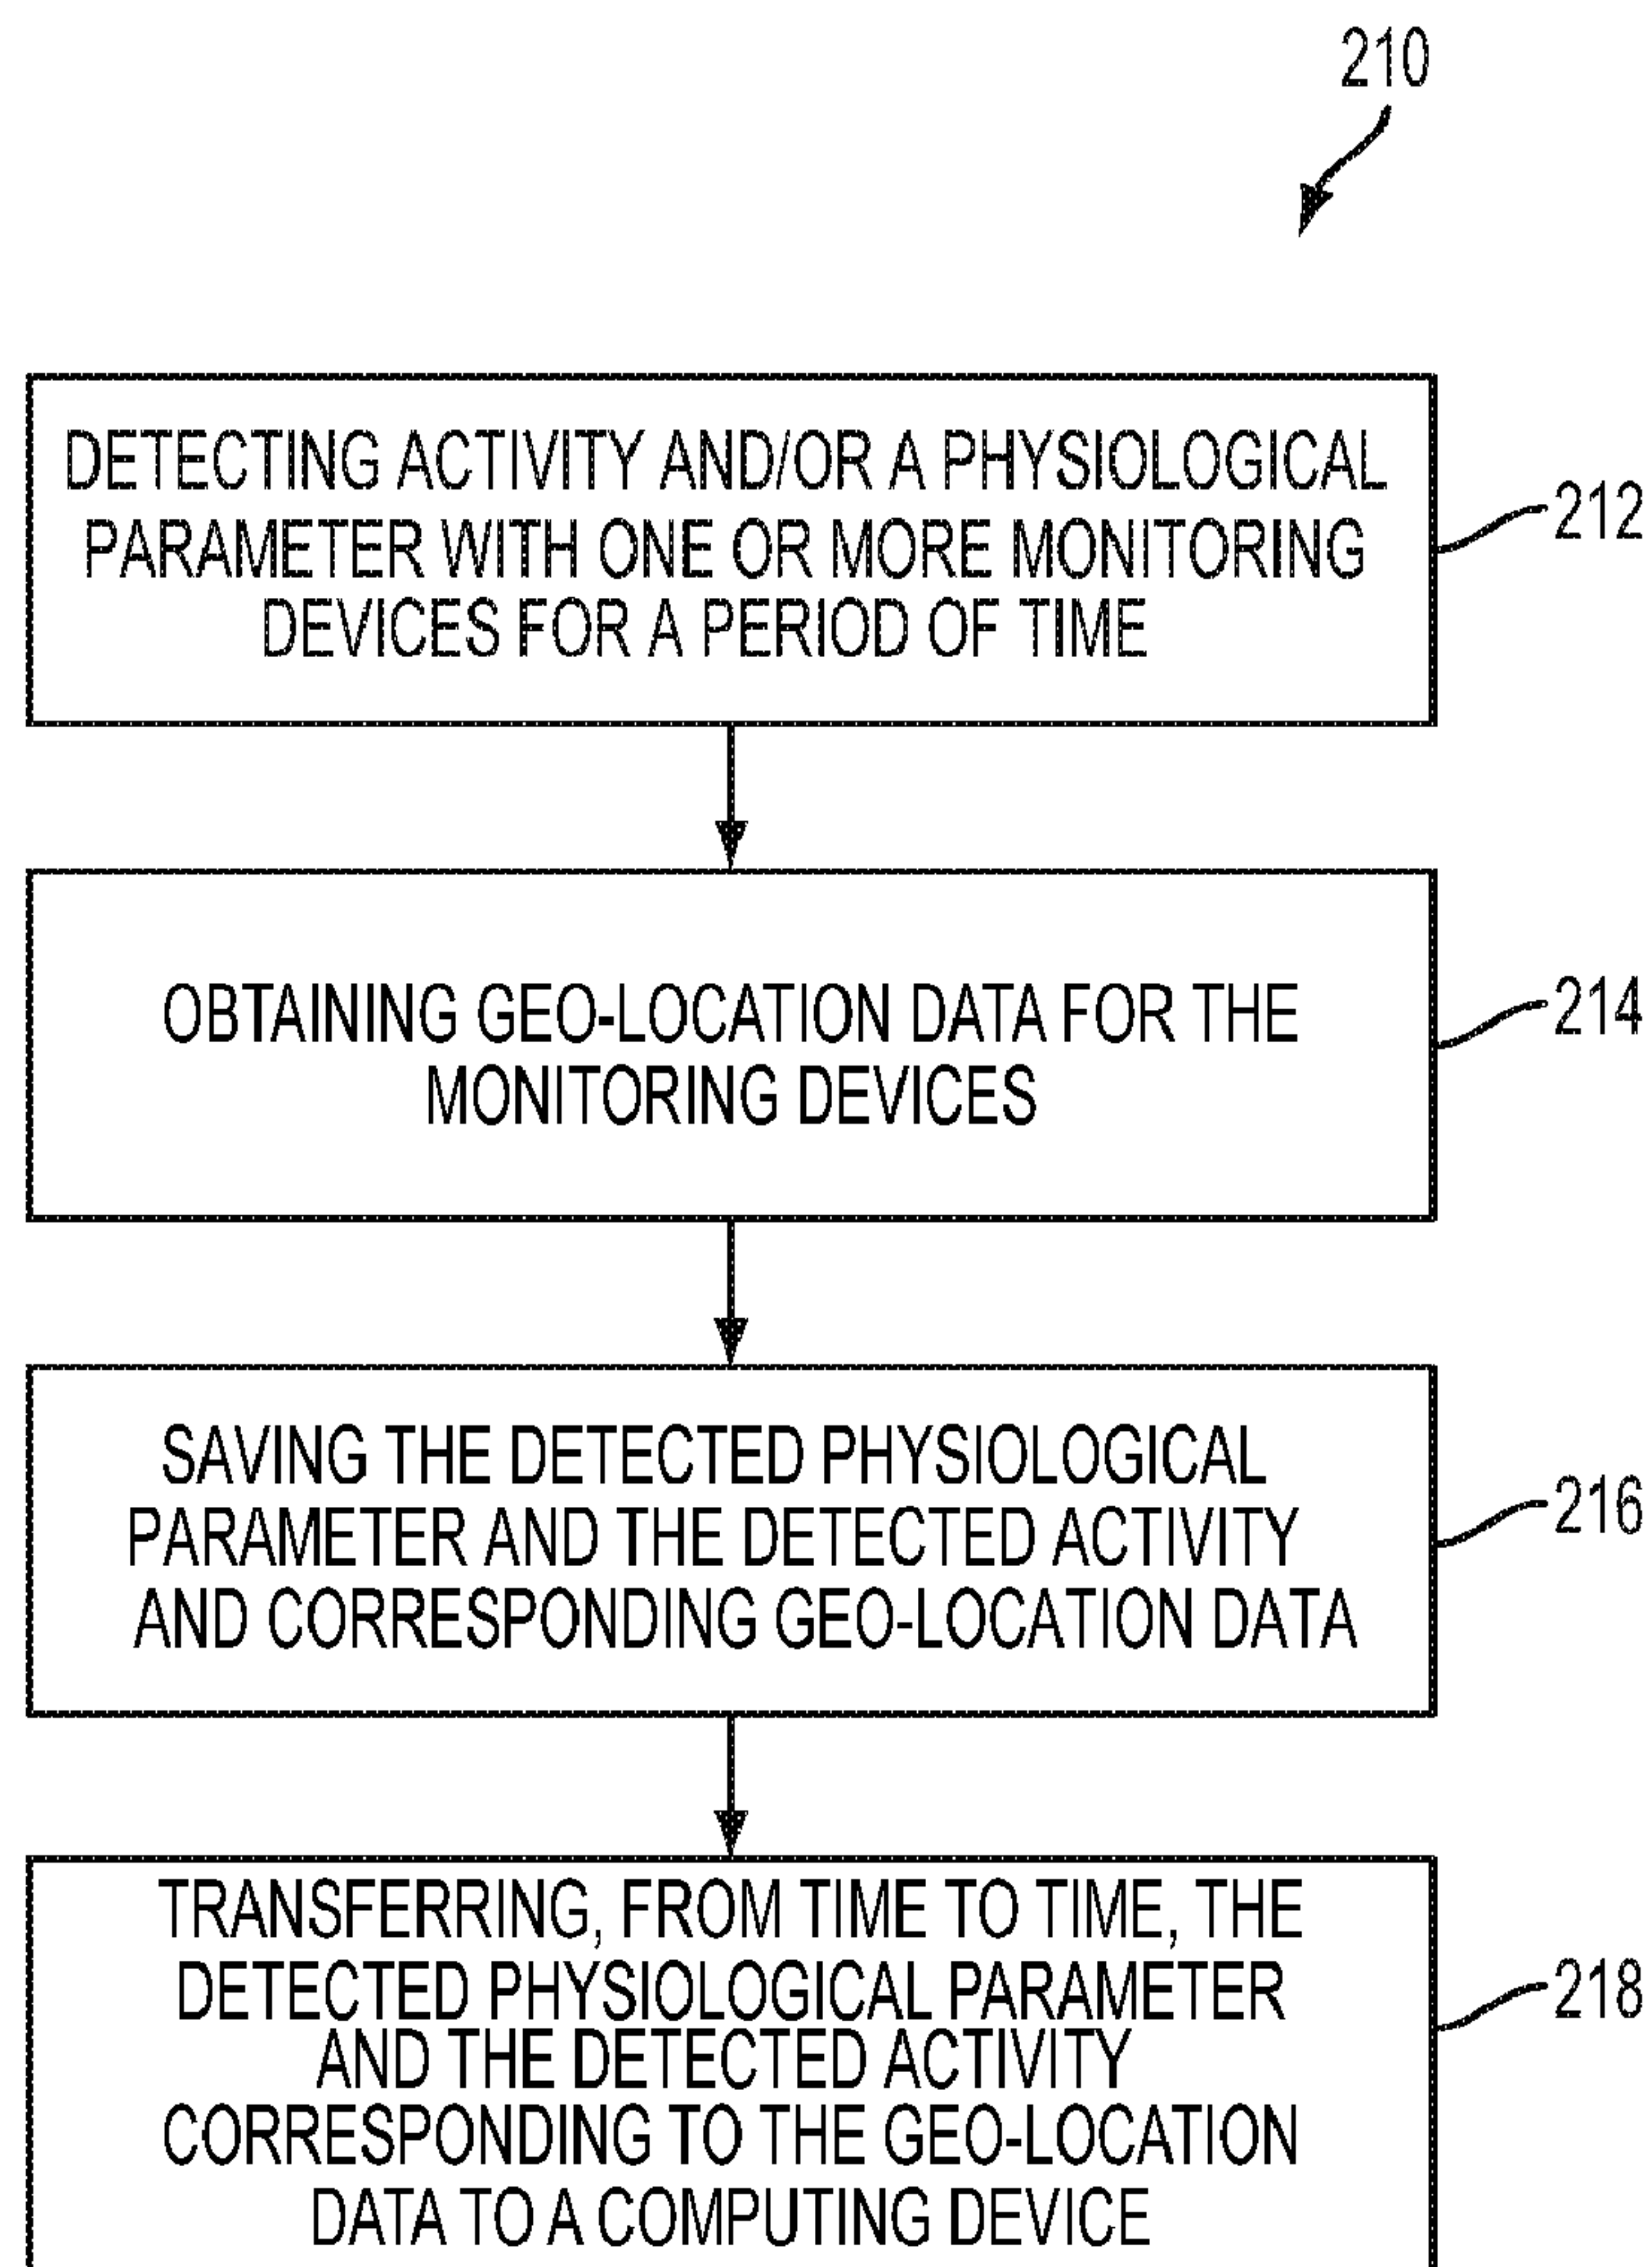 210
DETECTING ACTIVITY AND/OR A PHYSIOLOGICAL
PARAMETER WITH ONE OR MORE MONITORING
DEVICES FOR A PERIOD OF TIME
212
OBTAINING GEO-LOCATION DATA FOR THE
MONITORING DEVICES
214
SAVING THE DETECTED PHYSIOLOGICAL
PARAMETER AND THE DETECTED ACTIVITY
AND CORRESPONDING GEO-LOCATION DATA
216
TRANSFERRING, FROM TIME TO TIME, THE
DETECTED PHYSIOLOGICAL PARAMETER
AND THE DETECTED ACTIVITY
CORRESPONDING TO THE GEO-LOCATION
DATA TO A COMPUTING DEVICE
218